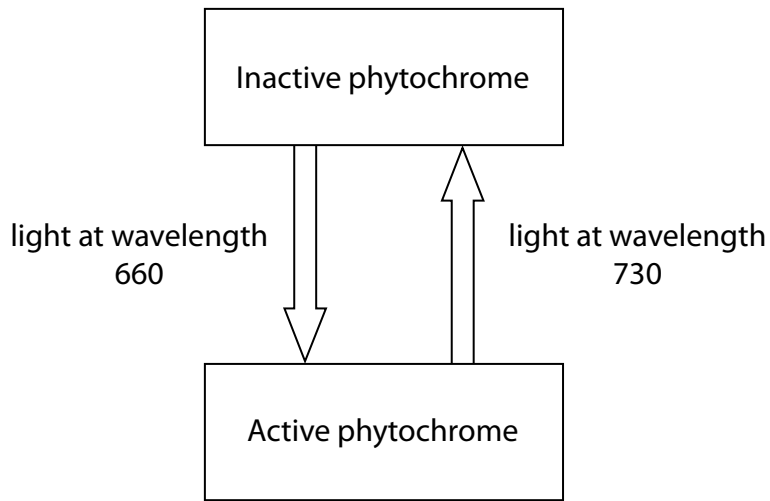 Inactive phytochrome
light at wavelength
660
light at wavelength
730
Active phytochrome